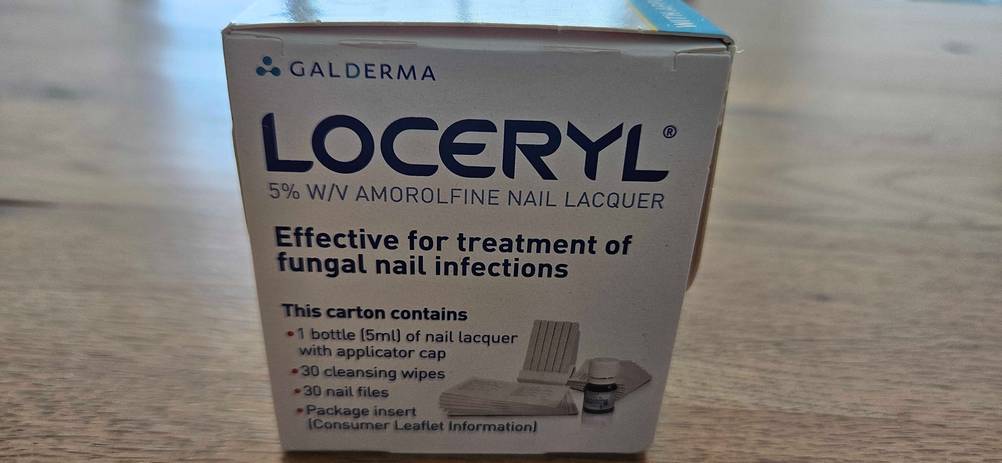 GALDERMA
LOCERYL®
5% W/V AMOROLFINE NAIL LACQUER
Effective for treatment of
fungal nail infections
This carton contains
•1 bottle (5ml) of nail lacquer
with applicator cap
•30 cleansing wipes
•30 nail files
•Package insert
(Consumer Leaflet Information)